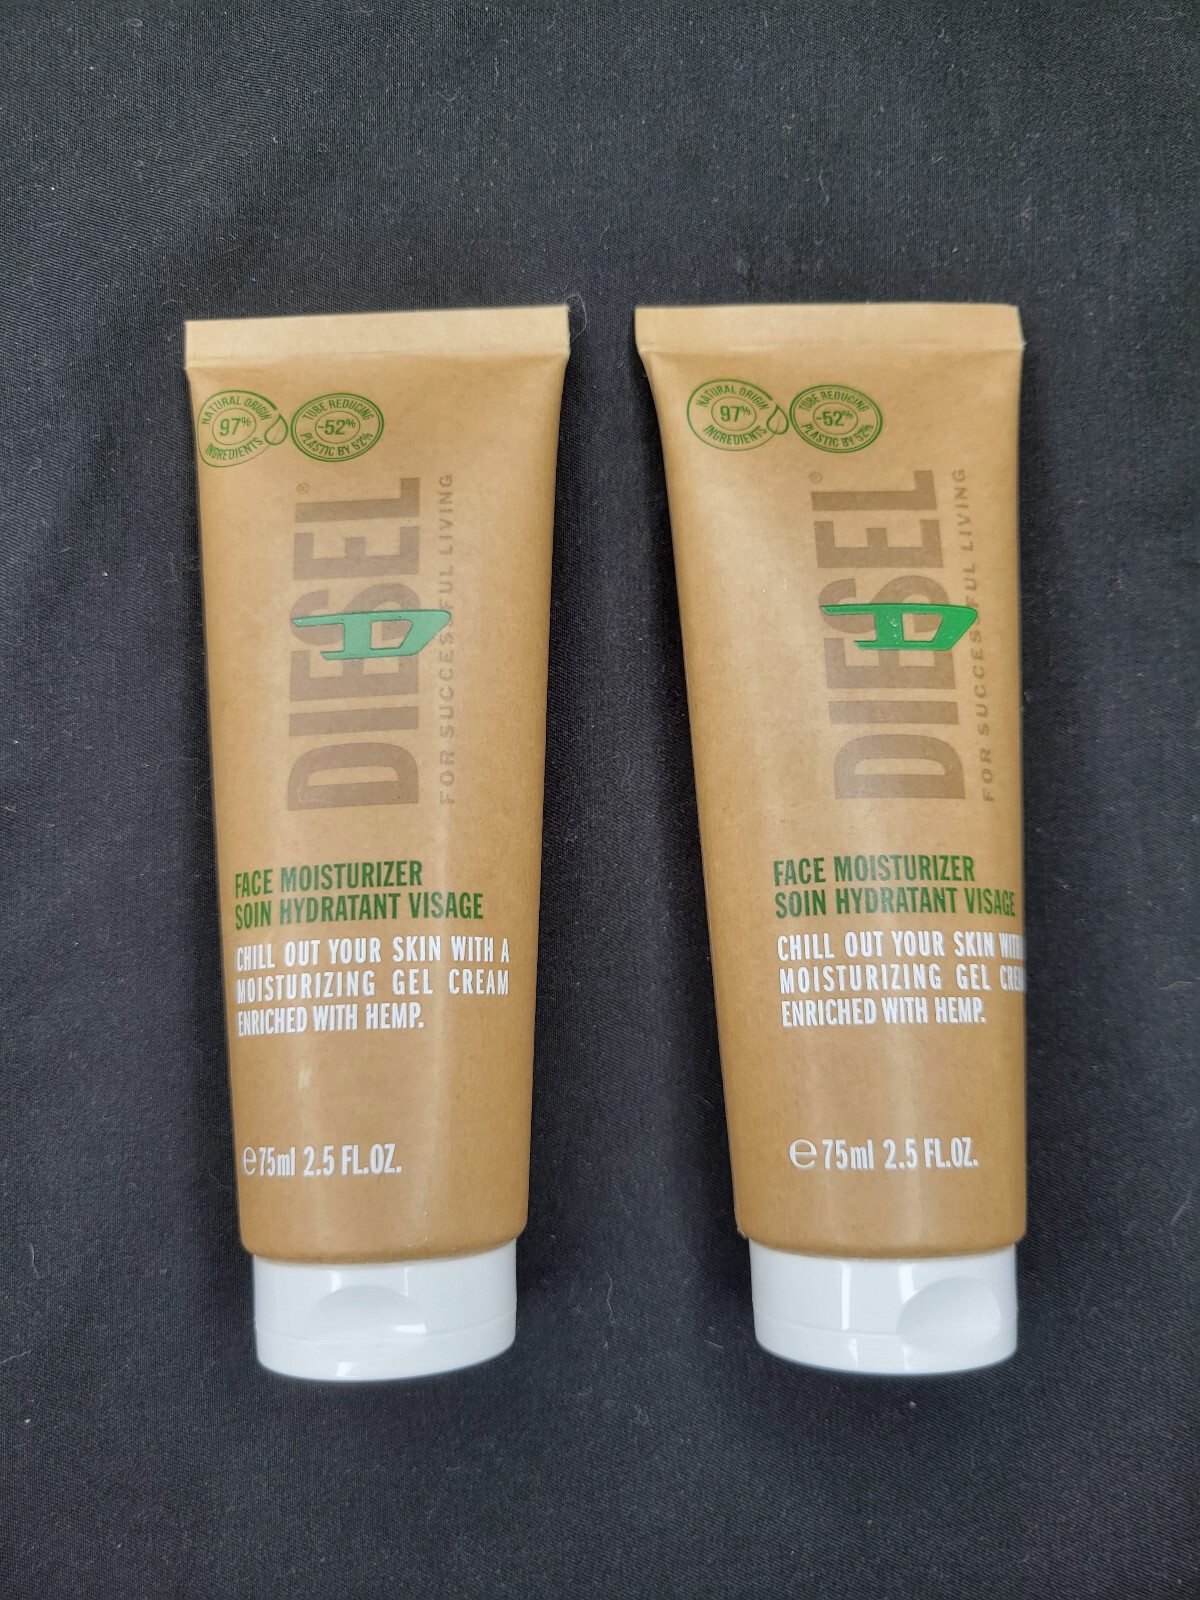 NATURAL ORIGIN
97%
INGREDIENTS
TUBE REDUCING
-52%
PLASTIC BY 52%
DIESEL®
FOR SUCCESSFUL LIVING
D
FACE MOISTURIZER
SOIN HYDRATANT VISAGE
CHILL OUT YOUR SKIN WITH A
MOISTURIZING GEL CREAM
ENRICHED WITH HEMP.
℮75ml 2.5 FL.OZ.
NATURAL ORIGIN
97%
INGREDIENTS
TUBE REDUCING
-52%
PLASTIC BY 52%
DIESEL®
FOR SUCCESSFUL LIVING
D
FACE MOISTURIZER
SOIN HYDRATANT VISAGE
CHILL OUT YOUR SKIN WITH
MOISTURIZING GEL CREAM
ENRICHED WITH HEMP.
℮75ml 2.5 FL.OZ.